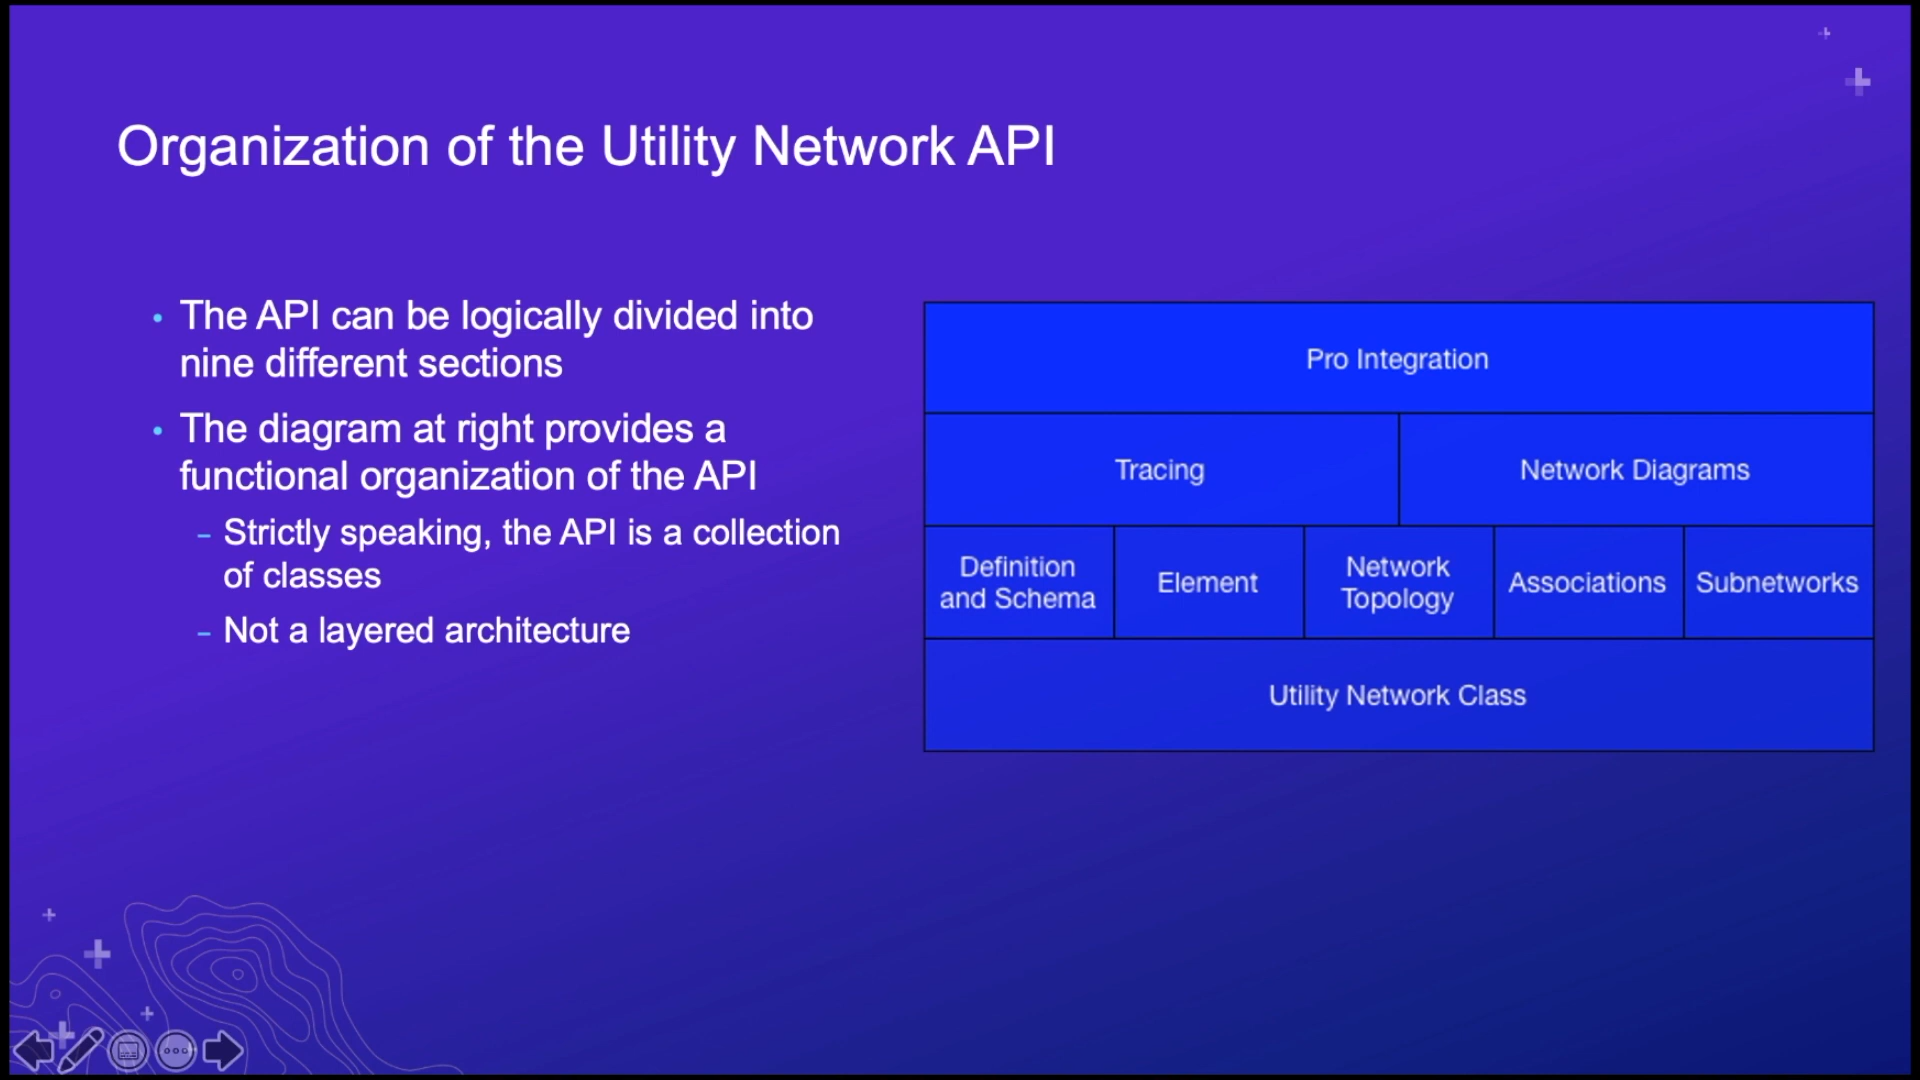 Organization of the Utility Network API
• The API can be logically divided into
nine different sections
• The diagram at right provides a
functional organization of the API
– Strictly speaking, the API is a collection
of classes
– Not a layered architecture
Pro Integration
Tracing
Network Diagrams
Definition
and Schema
Element
Network
Topology
Associations
Subnetworks
Utility Network Class